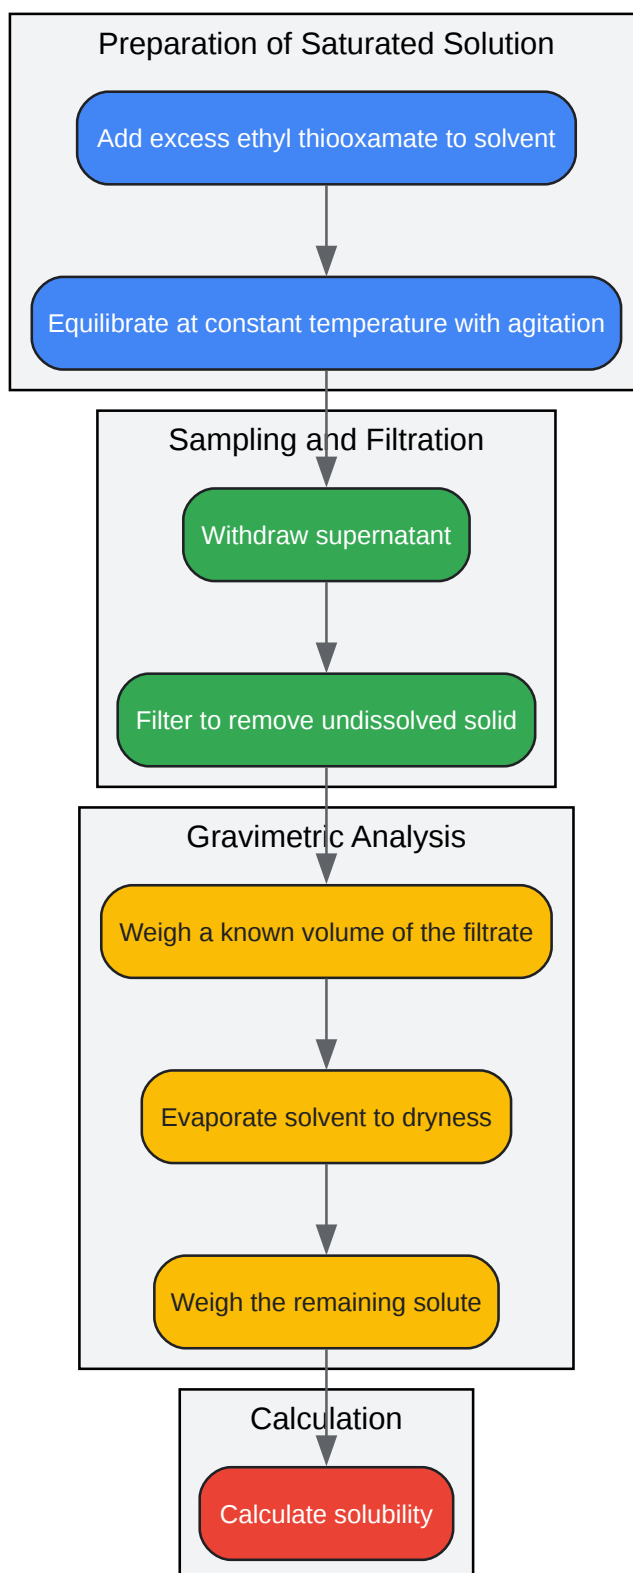 Preparation of Saturated Solution
Add excess ethyl thiooxamate to solvent
Equilibrate at constant temperature with agitation
Sampling and Filtration
Withdraw supernatant
Filter to remove undissolved solid
Gravimetric Analysis
Weigh a known volume of the filtrate
Evaporate solvent to dryness
Weigh the remaining solute
Calculation
Calculate solubility